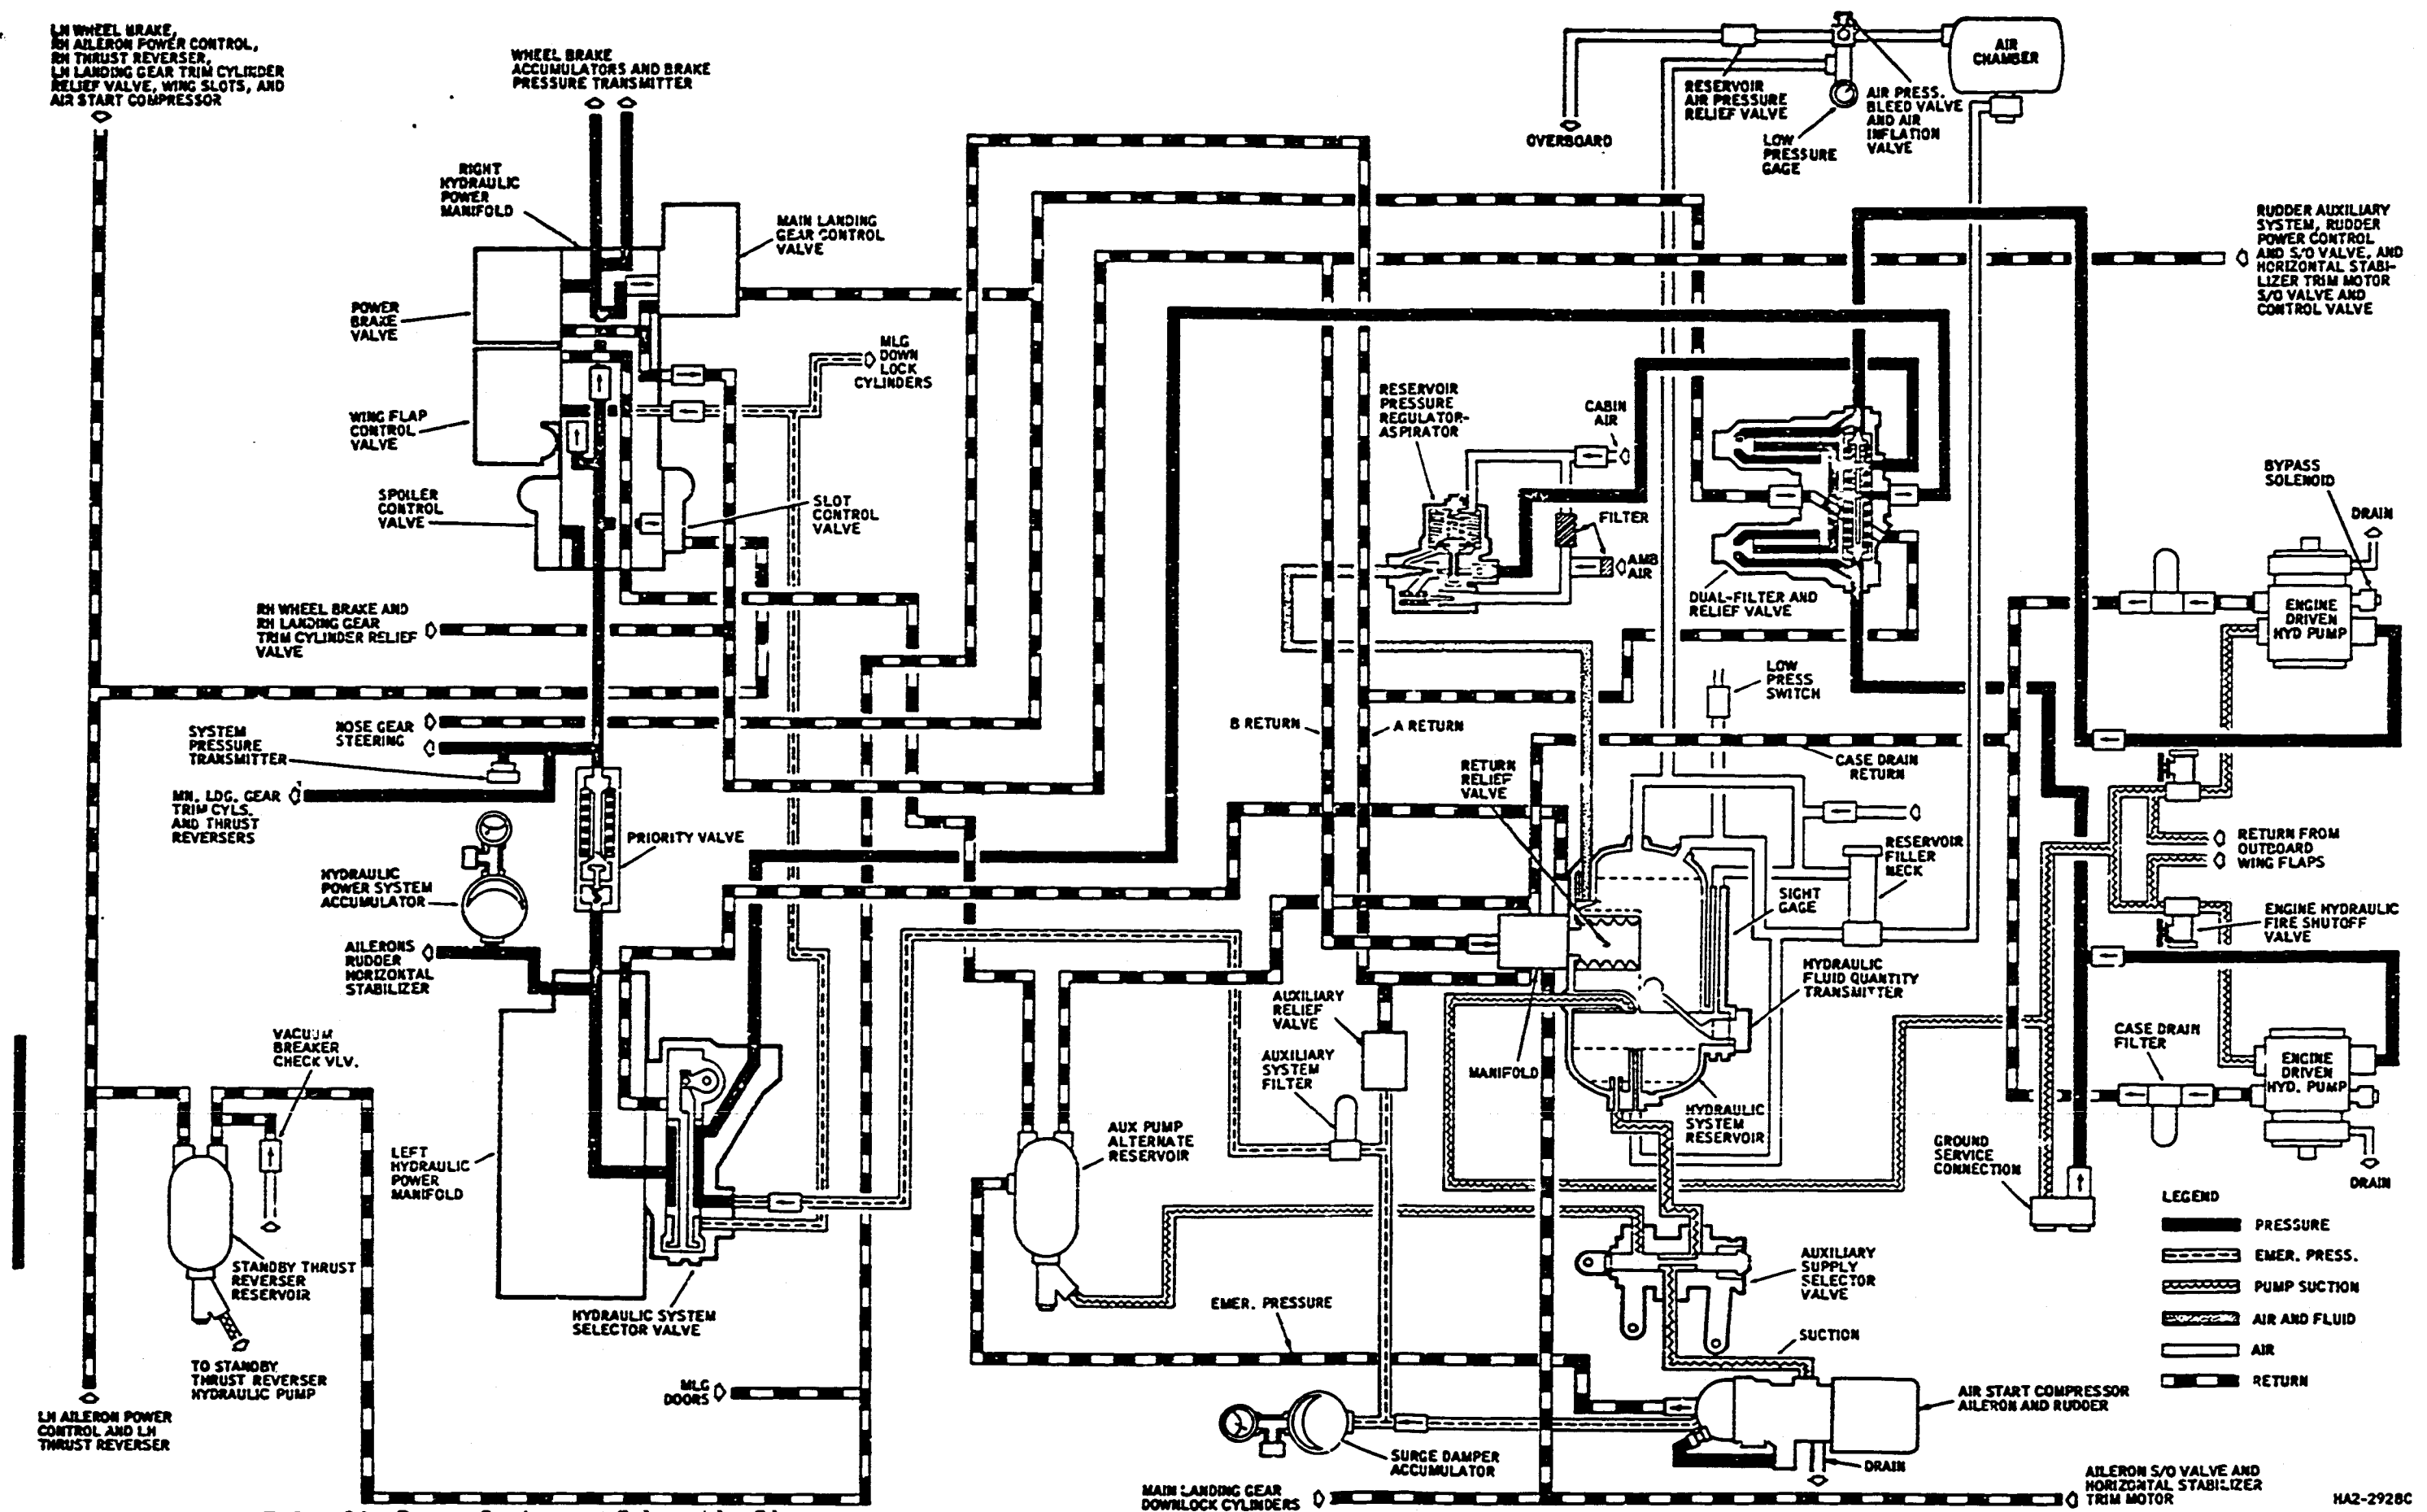 LH WHEEL BRAKE,
RH AILERON POWER CONTROL,
RH THRUST REVERSER,
LH LANDING GEAR TRIM CYLINDER
RELIEF VALVE, WING SLOTS, AND
AIR START COMPRESSOR
WHEEL BRAKE
ACCUMULATORS AND BRAKE
PRESSURE TRANSMITTER
AIR
CHAMBER
RESERVOIR
AIR PRESSURE
RELIEF VALVE
AIR PRESS.
BLEED VALVE
AND AIR
INFLATION
VALVE
OVERBOARD
LOW
PRESSURE
GAGE
RIGHT
HYDRAULIC
POWER
MANIFOLD
MAIN LANDING
GEAR CONTROL
VALVE
RUDDER AUXILIARY
SYSTEM, RUDDER
POWER CONTROL
AND S/O VALVE, AND
HORIZONTAL STABI-
LIZER TRIM MOTOR
S/O VALVE AND
CONTROL VALVE
POWER
BRAKE
VALVE
MLG
DOWN
LOCK
CYLINDERS
WING FLAP
CONTROL
VALVE
RESERVOIR
PRESSURE
REGULATOR-
ASPIRATOR
CABIN
AIR
BYPASS
SOLENOID
SPOILER
CONTROL
VALVE
SLOT
CONTROL
VALVE
FILTER
DRAIN
AMB
AIR
DUAL-FILTER AND
RELIEF VALVE
ENGINE
DRIVEN
HYD PUMP
RH WHEEL BRAKE AND
RH LANDING GEAR
TRIM CYLINDER RELIEF
VALVE
LOW
PRESS
SWITCH
NOSE GEAR
STEERING
B RETURN
A RETURN
SYSTEM
PRESSURE
TRANSMITTER
CASE DRAIN
RETURN
RETURN
RELIEF
VALVE
MN. LDG. GEAR
TRIM CYLS.
AND THRUST
REVERSERS
PRIORITY VALVE
RESERVOIR
FILLER
NECK
RETURN FROM
OUTBOARD
WING FLAPS
HYDRAULIC
POWER SYSTEM
ACCUMULATOR
SIGHT
GAGE
ENGINE HYDRAULIC
FIRE SHUTOFF
VALVE
AILERONS
RUDDER
HORIZONTAL
STABILIZER
HYDRAULIC
FLUID QUANTITY
TRANSMITTER
AUXILIARY
RELIEF
VALVE
VACUUM
BREAKER
CHECK VLV.
CASE DRAIN
FILTER
AUXILIARY
SYSTEM
FILTER
MANIFOLD
ENGINE
DRIVEN
HYD. PUMP
HYDRAULIC
SYSTEM
RESERVOIR
AUX PUMP
ALTERNATE
RESERVOIR
LEFT
HYDRAULIC
POWER
MANIFOLD
GROUND
SERVICE
CONNECTION
DRAIN
LEGEND
PRESSURE
EMER. PRESS.
PUMP SUCTION
AIR AND FLUID
AIR
RETURN
STANDBY THRUST
REVERSER
RESERVOIR
AUXILIARY
SUPPLY
SELECTOR
VALVE
HYDRAULIC SYSTEM
SELECTOR VALVE
EMER. PRESSURE
SUCTION
TO STANDBY
THRUST REVERSER
HYDRAULIC PUMP
MLG
DOORS
AIR START COMPRESSOR
AILERON AND RUDDER
LH AILERON POWER
CONTROL AND LH
THRUST REVERSER
SURGE DAMPER
ACCUMULATOR
DRAIN
MAIN LANDING GEAR
DOWNLOCK CYLINDERS
AILERON S/O VALVE AND
HORIZONTAL STABILIZER
TRIM MOTOR
HA2-2928C